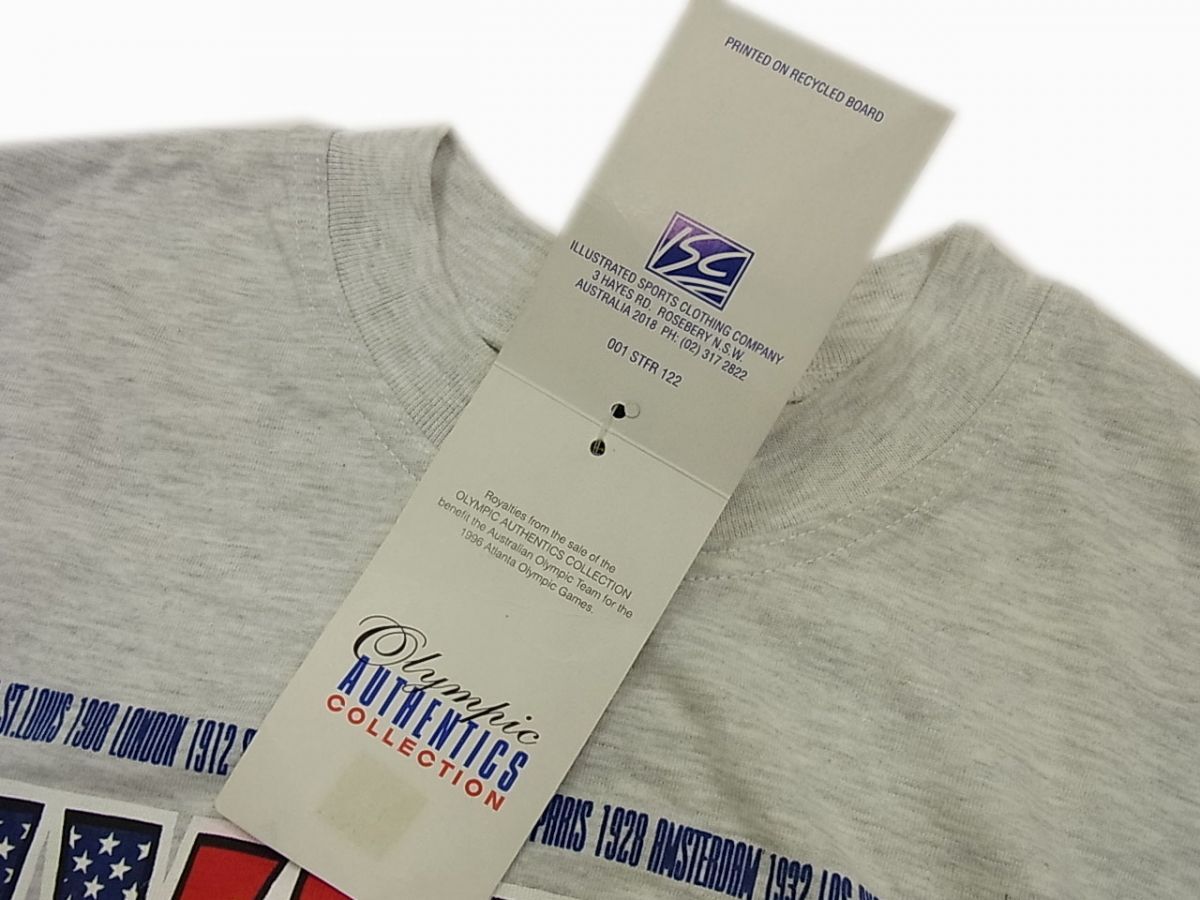 PRINTED ON RECYCLED BOARD
ISC
ILLUSTRATED SPORTS CLOTHING COMPANY
3 HAYES RD. ROSEBERY N.S.W.
AUSTRALIA 2018 PH: (02) 317 2822
001 STFR 122
Royalties from the sale of the
OLYMPIC AUTHENTICS COLLECTION
benefit the Australian Olympic Team for the
1996 Atlanta Olympic Games.
Olympic
AUTHENTICS
COLLECTION
ST.LOUIS 1908 LONDON 1912
PARIS 1928 AMSTERDAM 1932 LOS